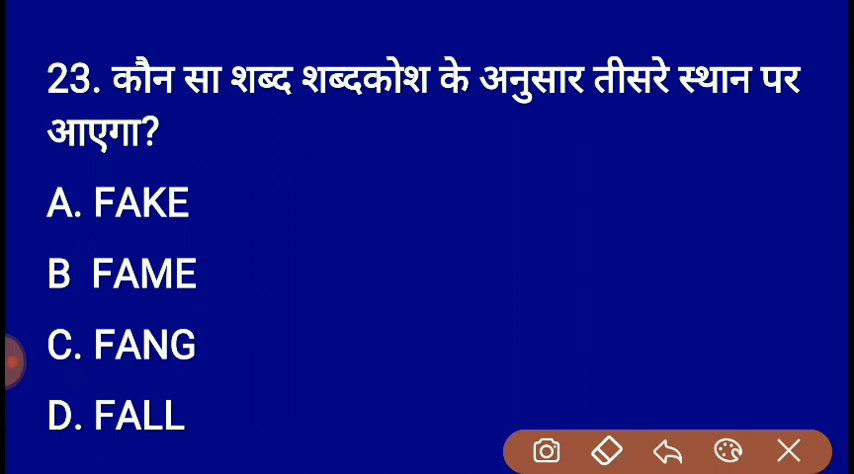 23. कौन सा शब्द शब्दकोश के अनुसार तीसरे स्थान पर
आएगा?
A. FAKE
B FAME
C. FANG
D. FALL